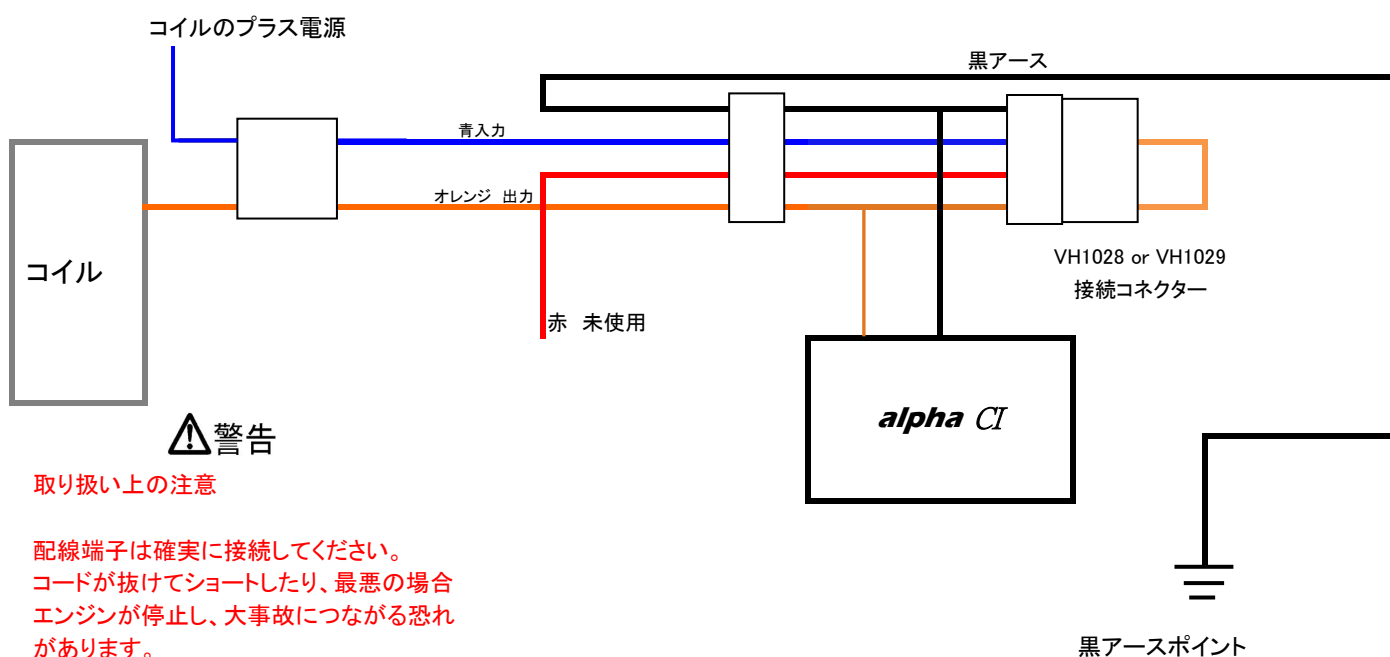 コイルのプラス電源
黒アース
青入力
オレンジ 出力
コイル
VH1028 or VH1029
接続コネクター
赤 未使用
alpha CI
警告
取り扱い上の注意
配線端子は確実に接続してください。
コードが抜けてショートしたり、最悪の場合
エンジンが停止し、大事故につながる恐れ
があります。
黒アースポイント